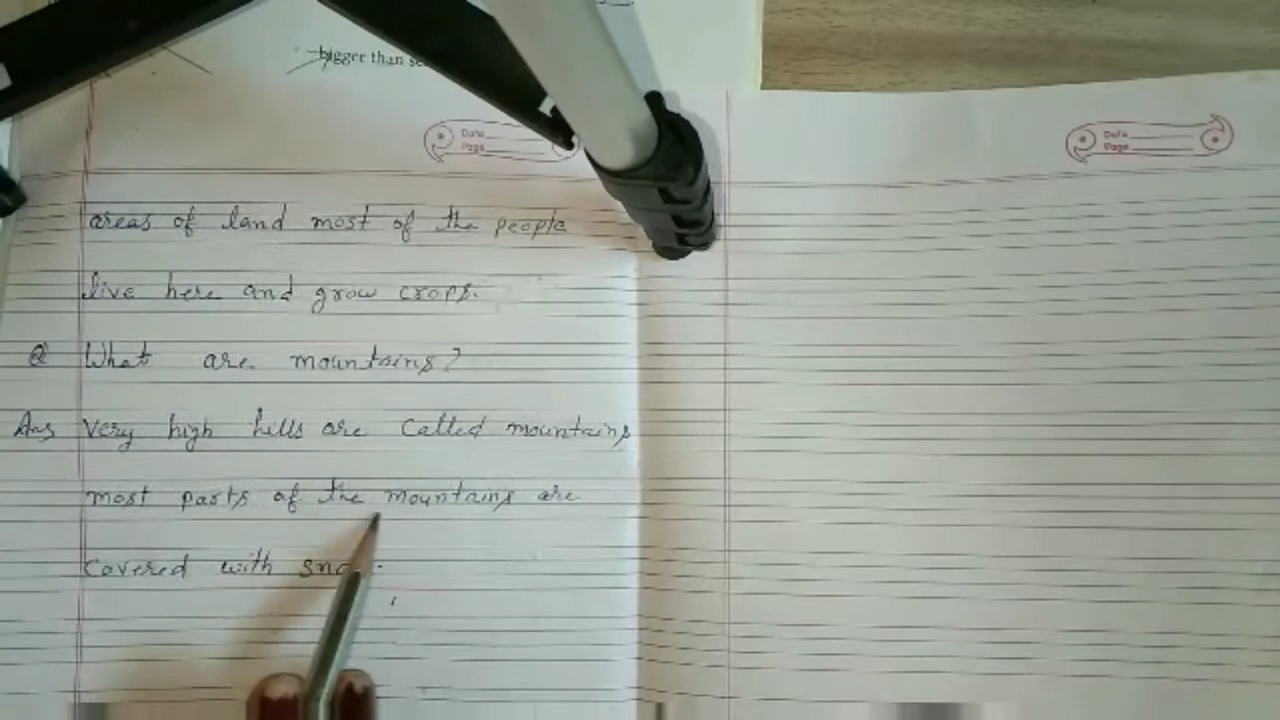 bigger than
Date
Page
Date
Page
areas of land most of the people
live here and grow crops.
Q What are mountains?
Ans Very high hills are called mountains
most parts of the mountains are
covered with